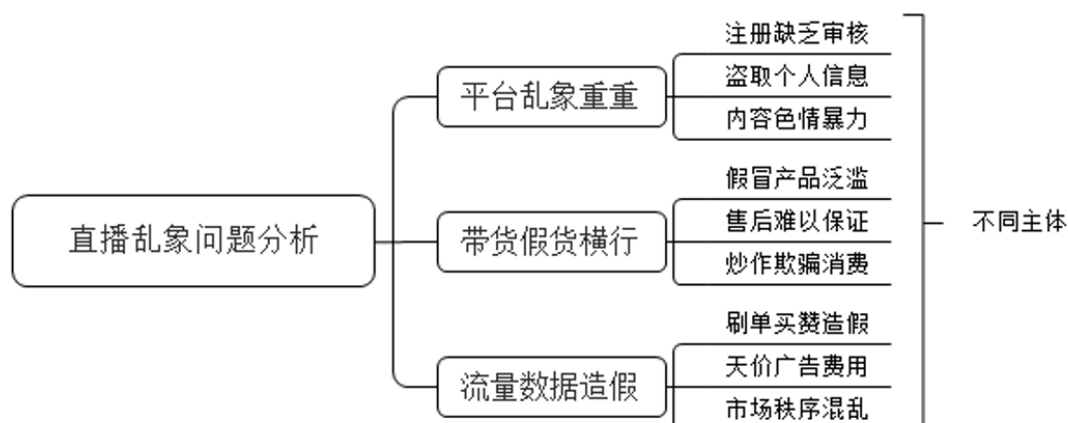 直播乱象问题分析
平台乱象重重
注册缺乏审核
盗取个人信息
内容色情暴力
带货假货横行
假冒产品泛滥
售后难以保证
炒作欺骗消费
流量数据造假
刷单买赞造假
天价广告费用
市场秩序混乱
不同主体